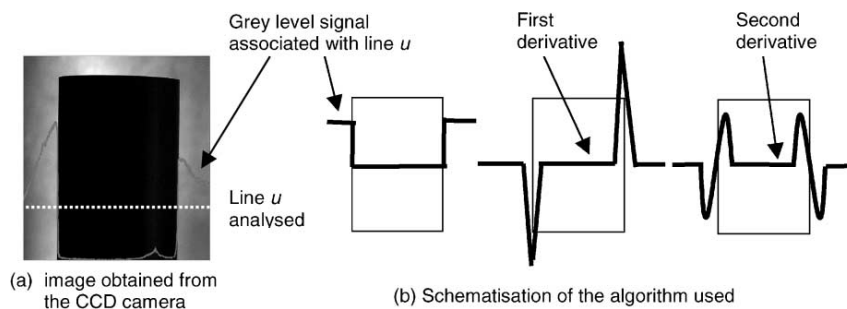 Grey level signal
associated with line u
First
derivative
Second
derivative
Line u
analysed
(a) image obtained from
the CCD camera
(b) Schematisation of the algorithm used